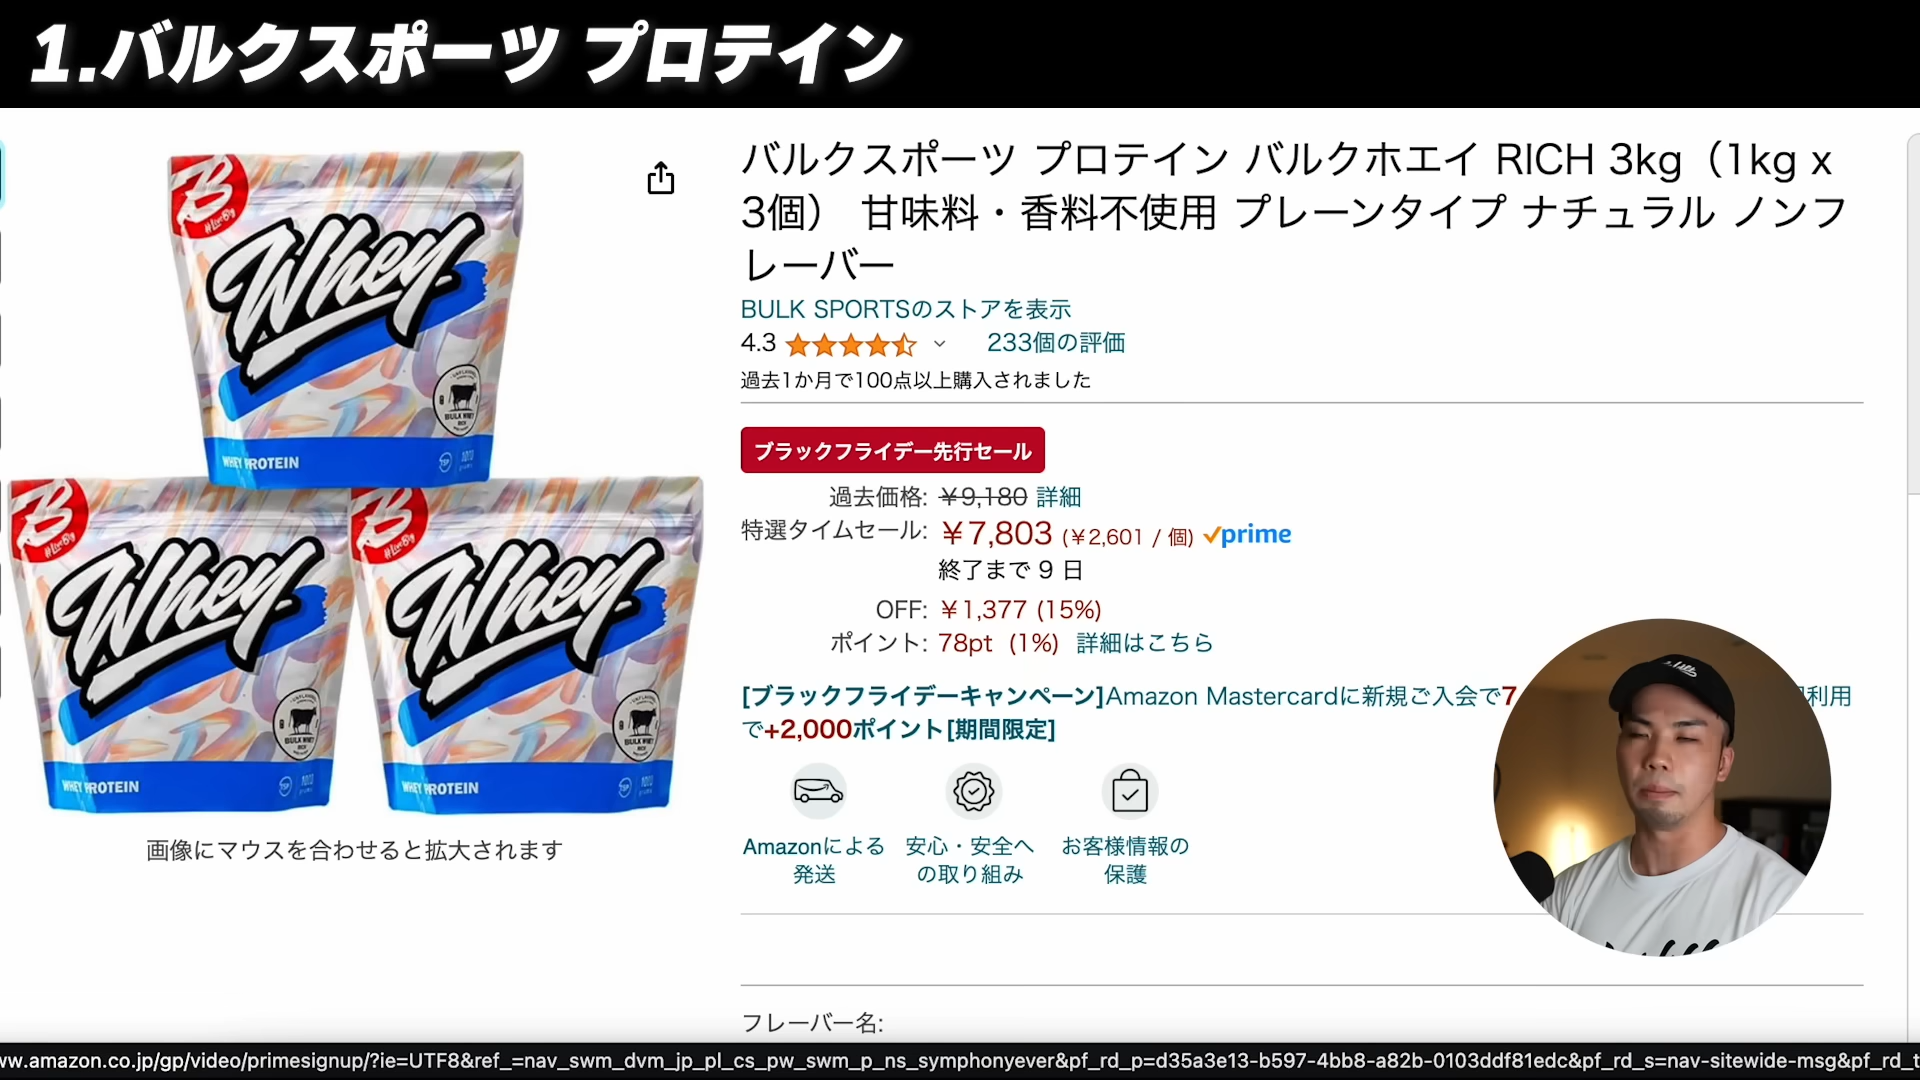 1.バルクスポーツ プロテイン
バルクスポーツ プロテイン バルクホエイ RICH 3kg（1kg x
3個） 甘味料・香料不使用 プレーンタイプ ナチュラル ノンフ
レーバー
BULK SPORTSのストアを表示
4.3 233個の評価
過去1か月で100点以上購入されました
ブラックフライデー先行セール
過去価格: ￥9,180 詳細
特選タイムセール: ￥7,803 (￥2,601 / 個) prime
終了まで 9 日
OFF: ￥1,377 (15%)
ポイント: 78pt (1%) 詳細はこちら
[ブラックフライデーキャンペーン]Amazon Mastercardに新規ご入会で7 利用
で+2,000ポイント[期間限定]
Amazonによる
発送
安心・安全へ
の取り組み
お客様情報の
保護
フレーバー名:
B
Whey
BULK WHEY
WHEY PROTEIN
B
Whey
BULK WHEY
WHEY PROTEIN
B
Whey
BULK WHEY
WHEY PROTEIN
画像にマウスを合わせると拡大されます
ww.amazon.co.jp/gp/video/primesignup/?ie=UTF8&ref_=nav_swm_dvm_jp_pl_cs_pw_swm_p_ns_symphonyever&pf_rd_p=d35a3e13-b597-4bb8-a82b-0103ddf81edc&pf_rd_s=nav-sitewide-msg&pf_rd_t